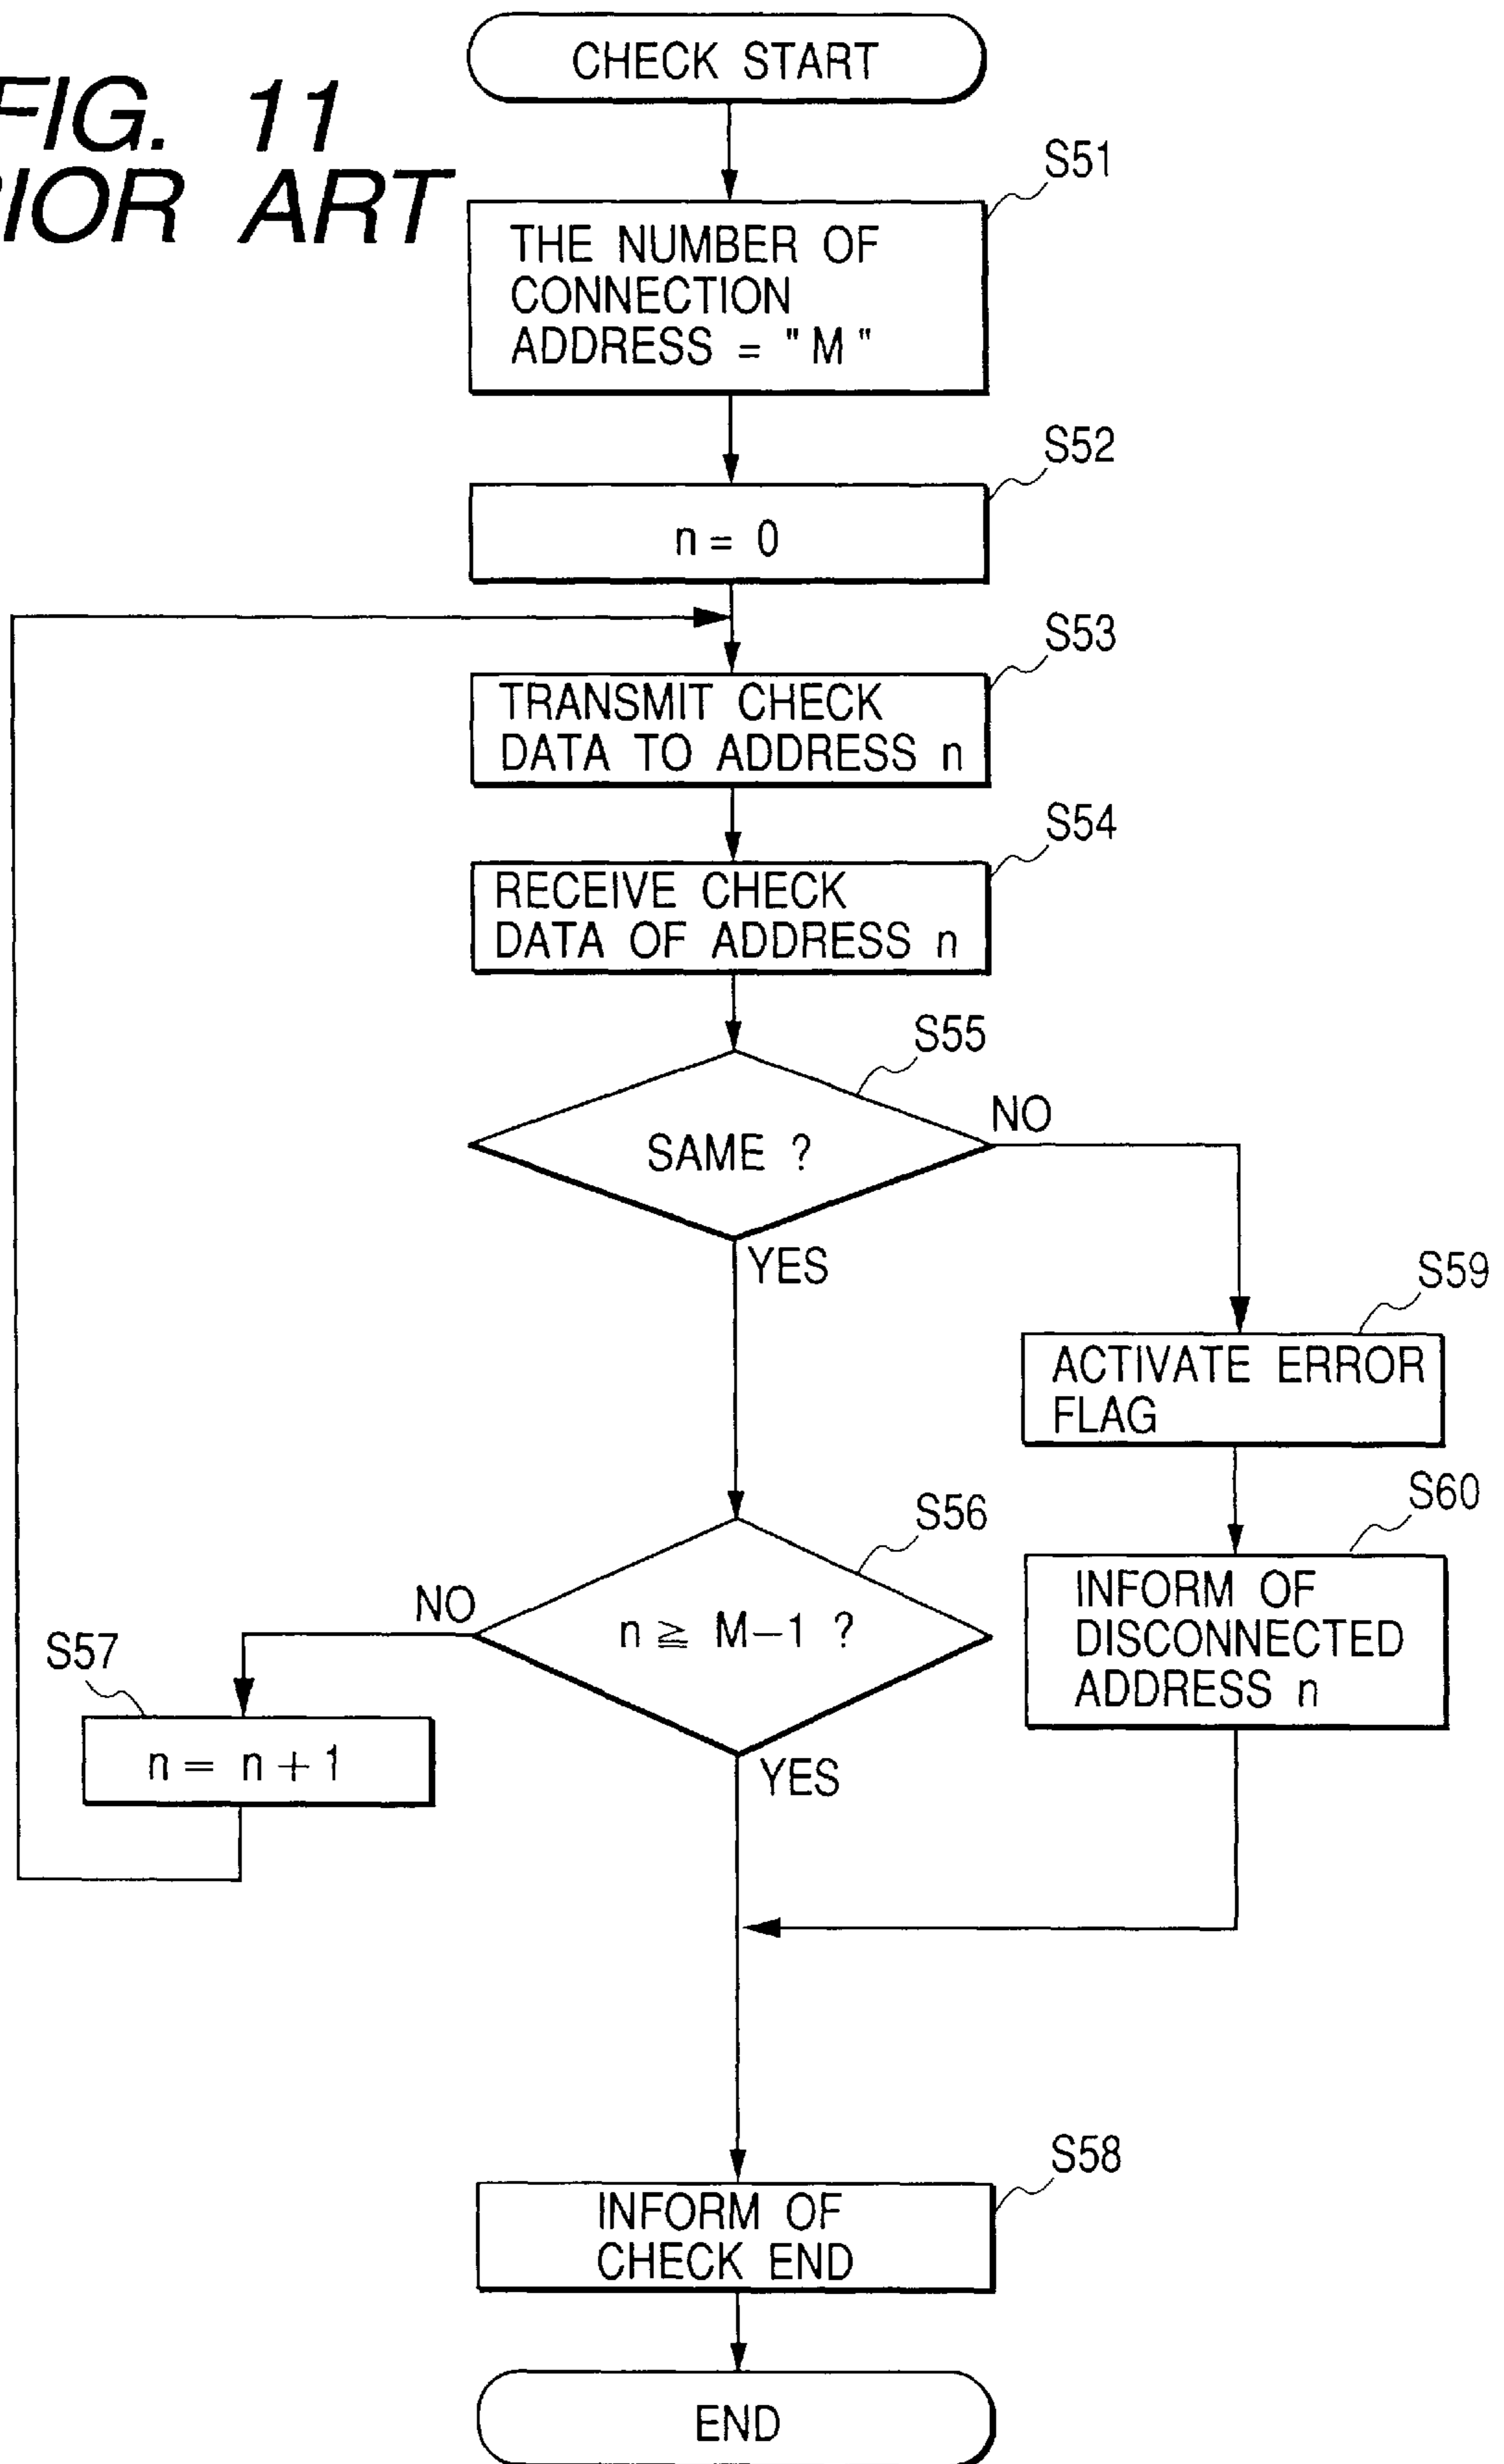 CHECK START
FIG. 11
RIOR ART
S51
THE NUMBER OF
CONNECTION
ADDRESS = "M"
S52
n = 0
S53
TRANSMIT CHECK
DATA TO ADDRESS n
S54
RECEIVE CHECK
DATA OF ADDRESS n
S55
SAME ?
NO
YES
S59
ACTIVATE ERROR
FLAG
S56
n ≧ M−1 ?
NO
YES
S60
INFORM OF
DISCONNECTED
ADDRESS n
S57
n = n + 1
S58
INFORM OF
CHECK END
END